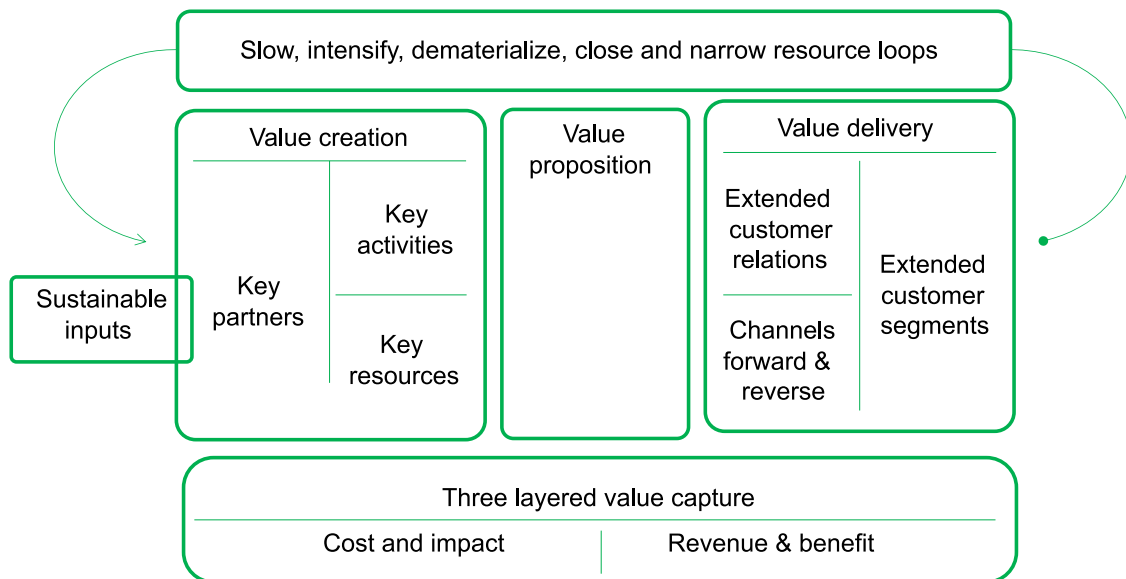 Slow, intensify, dematerialize, close and narrow resource loops
Value creation
Key
partners
Key
activities
Key
resources
Sustainable
inputs
Value
proposition
Value delivery
Extended
customer
relations
Channels
forward &
reverse
Extended
customer
segments
Three layered value capture
Cost and impact
Revenue & benefit